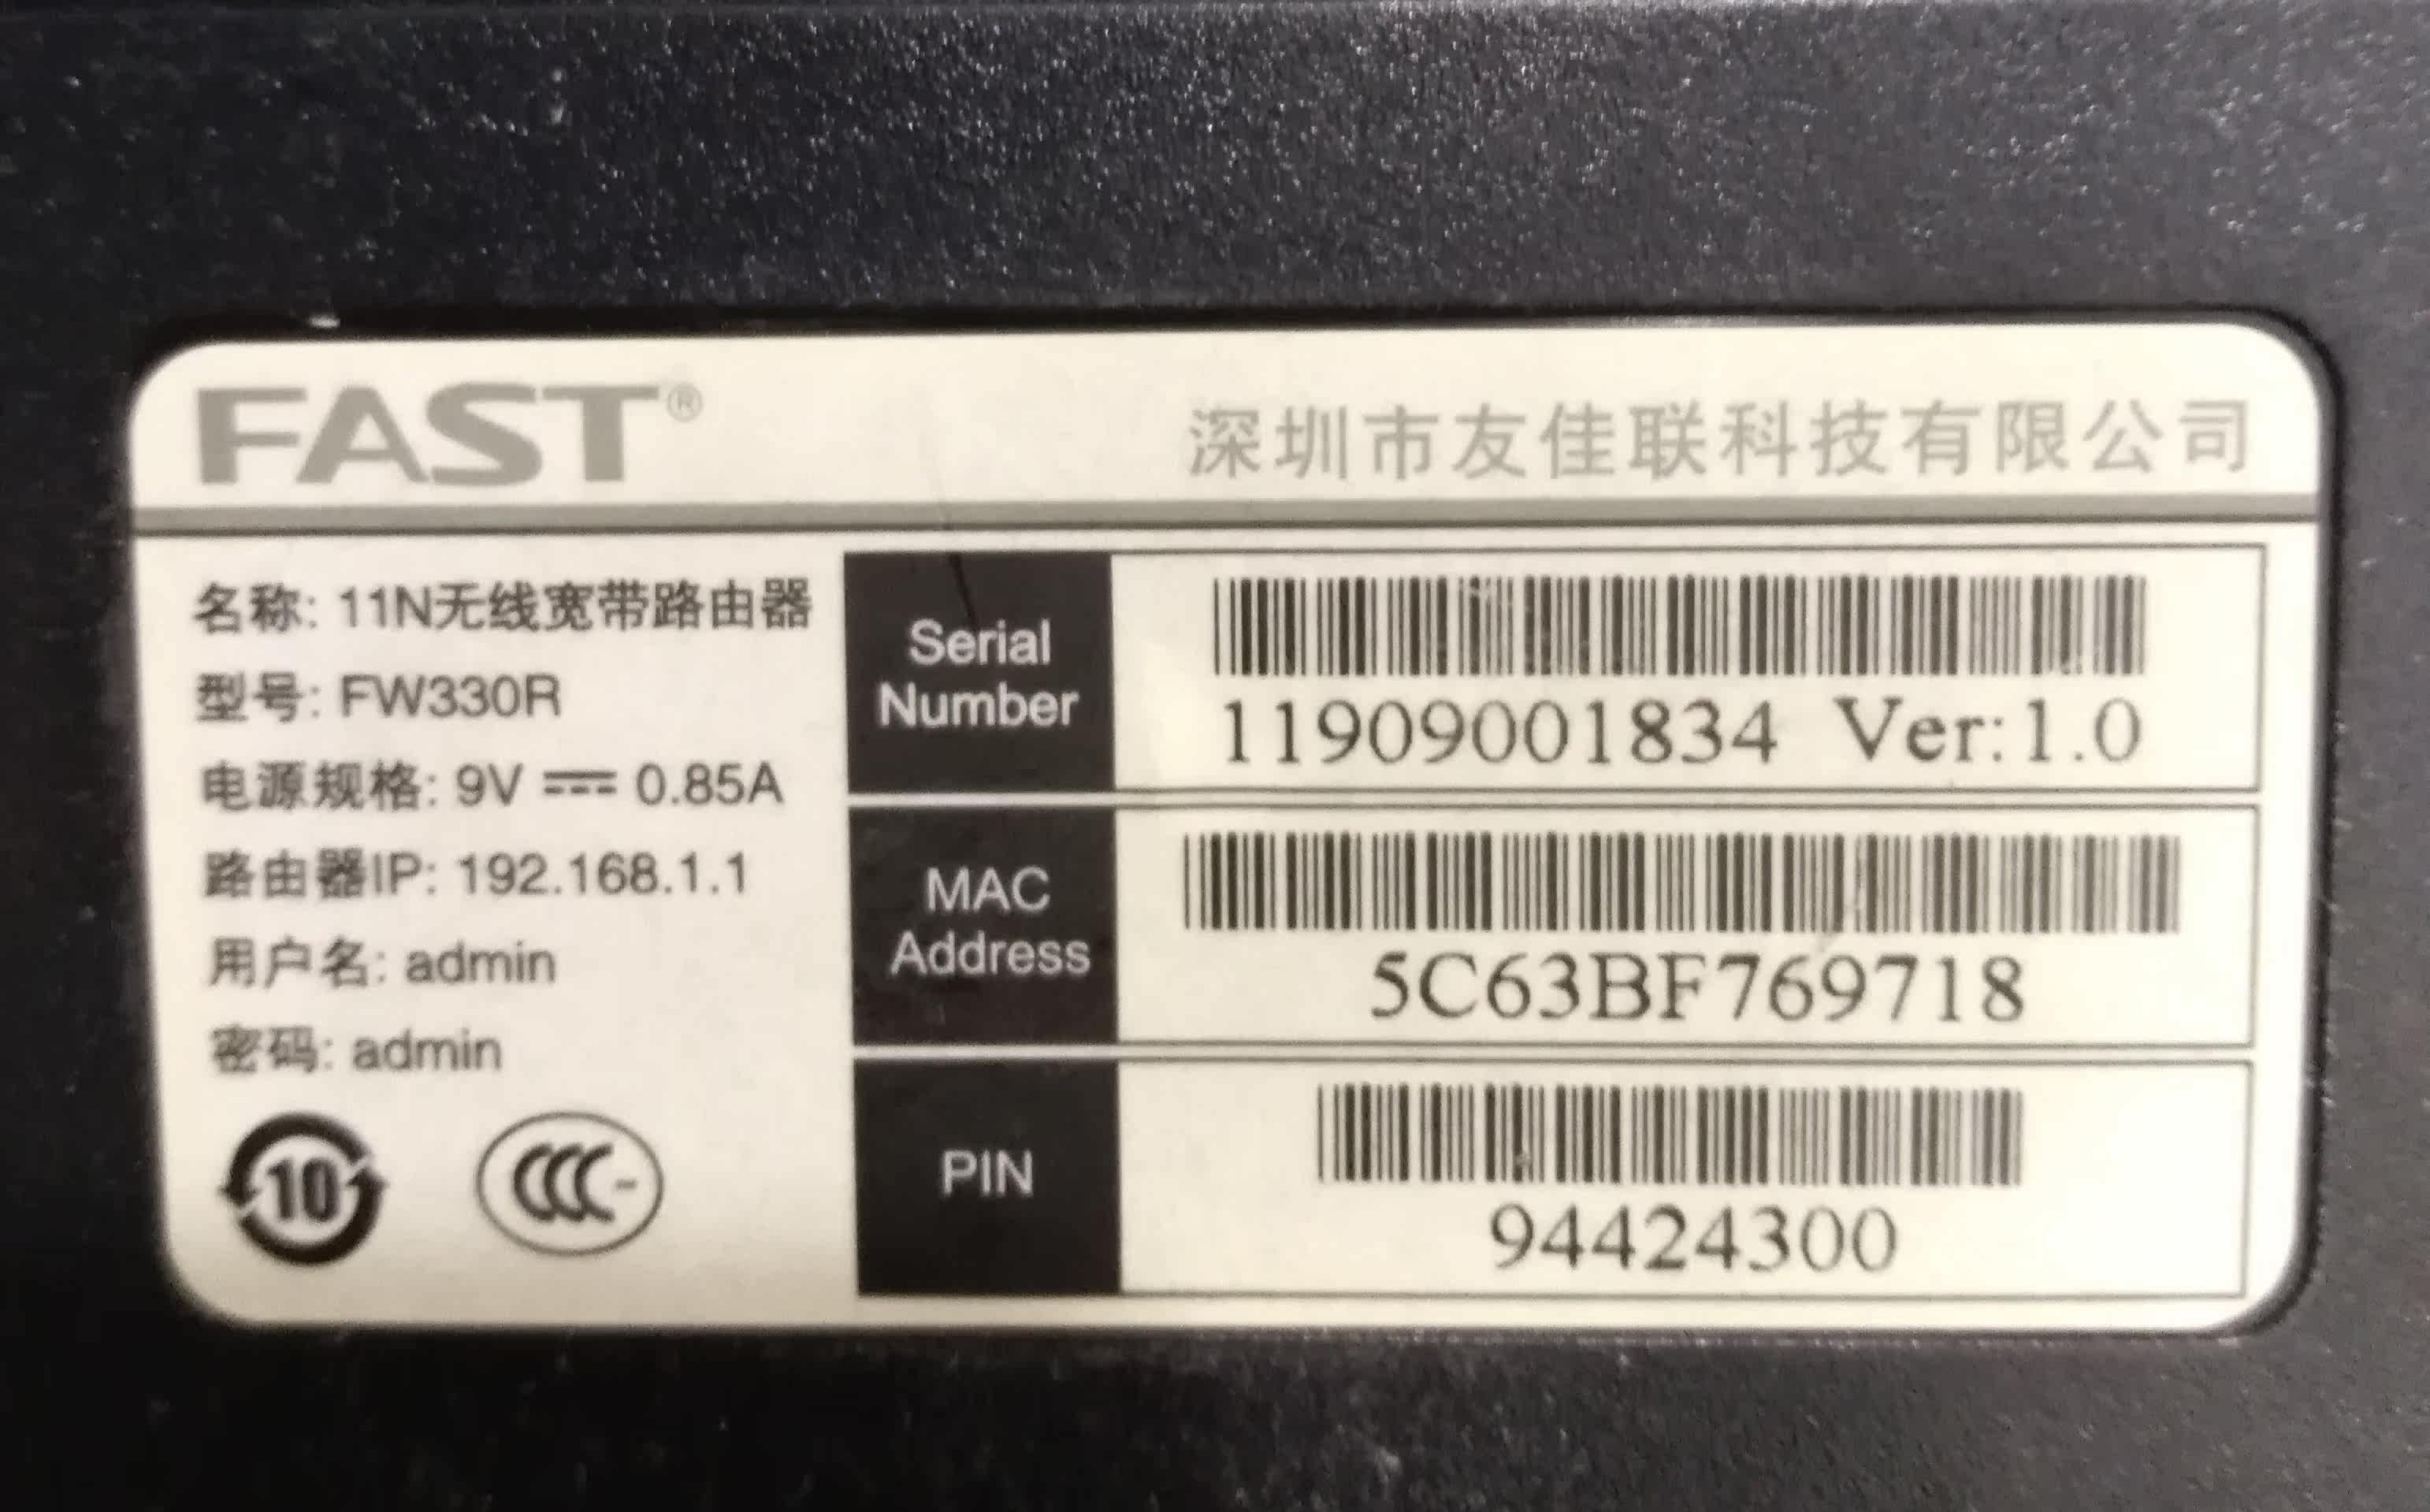 FAST®
深圳市友佳联科技有限公司
名称: 11N无线宽带路由器
型号: FW330R
电源规格: 9V ⎓ 0.85A
路由器IP: 192.168.1.1
用户名: admin
密码: admin
10
CCC
Serial
Number
11909001834 Ver:1.0
MAC
Address
5C63BF769718
PIN
94424300